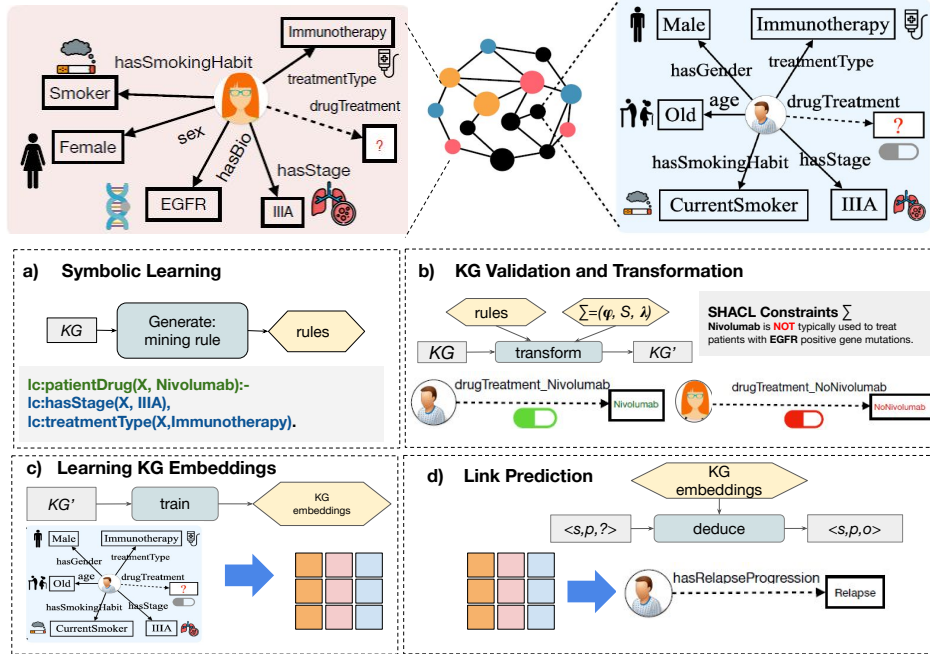 Immunotherapy
hasSmokingHabit
treatmentType
Smoker
drugTreatment
sex
Female
?
hasBio
hasStage
EGFR
IIIA
Male
Immunotherapy
hasGender
treatmentType
age
drugTreatment
Old
?
hasSmokingHabit
hasStage
CurrentSmoker
IIIA
a) Symbolic Learning
KG
Generate:
mining rule
rules
lc:patientDrug(X, Nivolumab):-
lc:hasStage(X, IIIA),
lc:treatmentType(X,Immunotherapy).
b) KG Validation and Transformation
rules
∑=(φ, S, λ)
KG
transform
KG'
SHACL Constraints ∑
Nivolumab is NOT typically used to treat
patients with EGFR positive gene mutations.
drugTreatment_Nivolumab
Nivolumab
drugTreatment_NoNivolumab
NoNivolumab
c) Learning KG Embeddings
KG'
train
KG
embeddings
Male
Immunotherapy
hasGender
treatmentType
age
drugTreatment
Old
?
hasSmokingHabit
hasStage
CurrentSmoker
IIIA
d) Link Prediction
KG
embeddings
<s,p,?>
deduce
<s,p,o>
hasRelapseProgression
Relapse